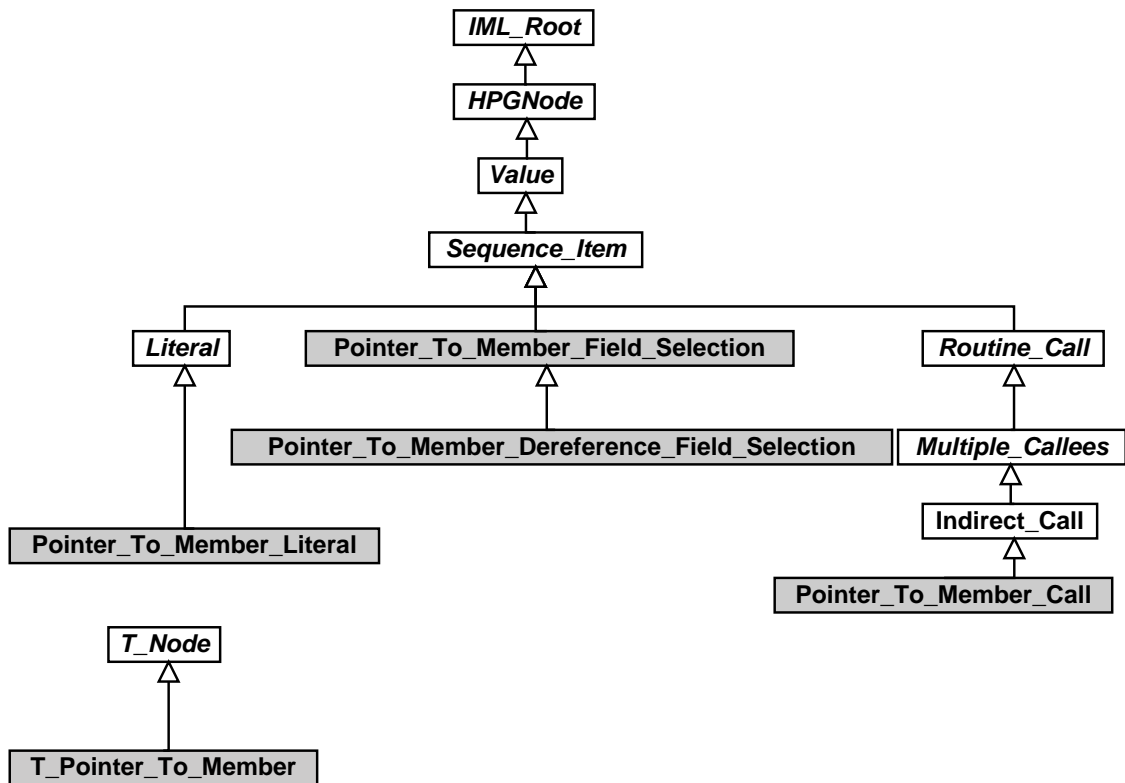 IML_Root
HPGNode
Value
Sequence_Item
Literal
Pointer_To_Member_Field_Selection
Routine_Call
Pointer_To_Member_Dereference_Field_Selection
Multiple_Callees
Indirect_Call
Pointer_To_Member_Literal
Pointer_To_Member_Call
T_Node
T_Pointer_To_Member